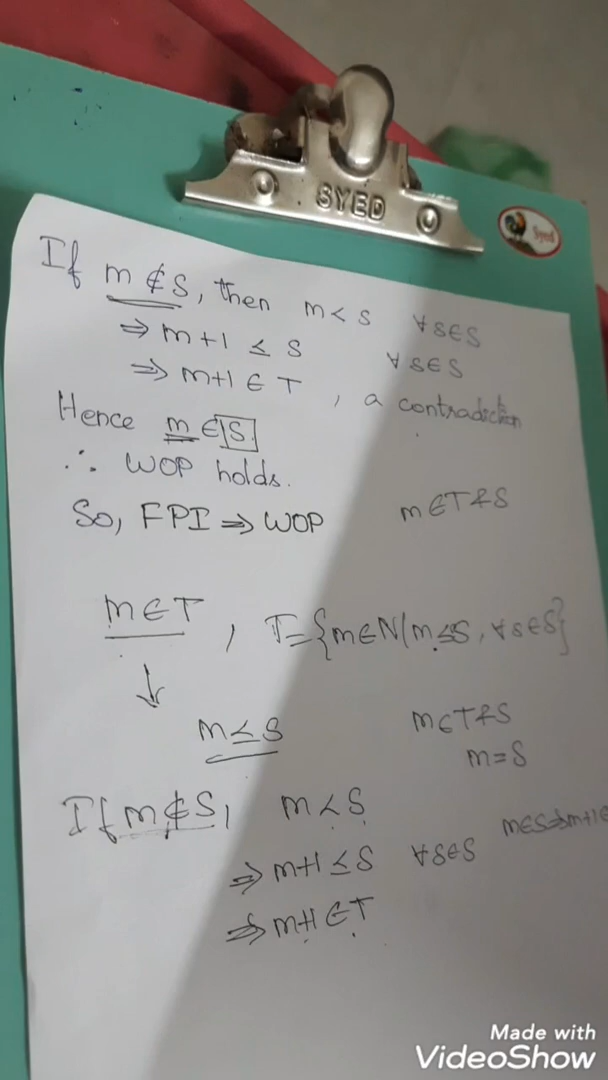 SYED
Syed
If m ∉ S, then m < s ∀ s∈S
⇒ m+1 ≤ s ∀ s∈S
⇒ m+1 ∈ T, a contradiction
Hence m ∈ S.
∴ WOP holds.
So, FPI ⇒ WOP m∈T & S
m∈T, T={m∈N/m≤s, ∀ s∈S}
↓
m≤s m∈T & S
m=s
If m∉S, m<s
m∈S⇒m+1∈
⇒ m+1 ≤ s ∀ s∈S
⇒ m+1 ∈ T
Made with
VideoShow